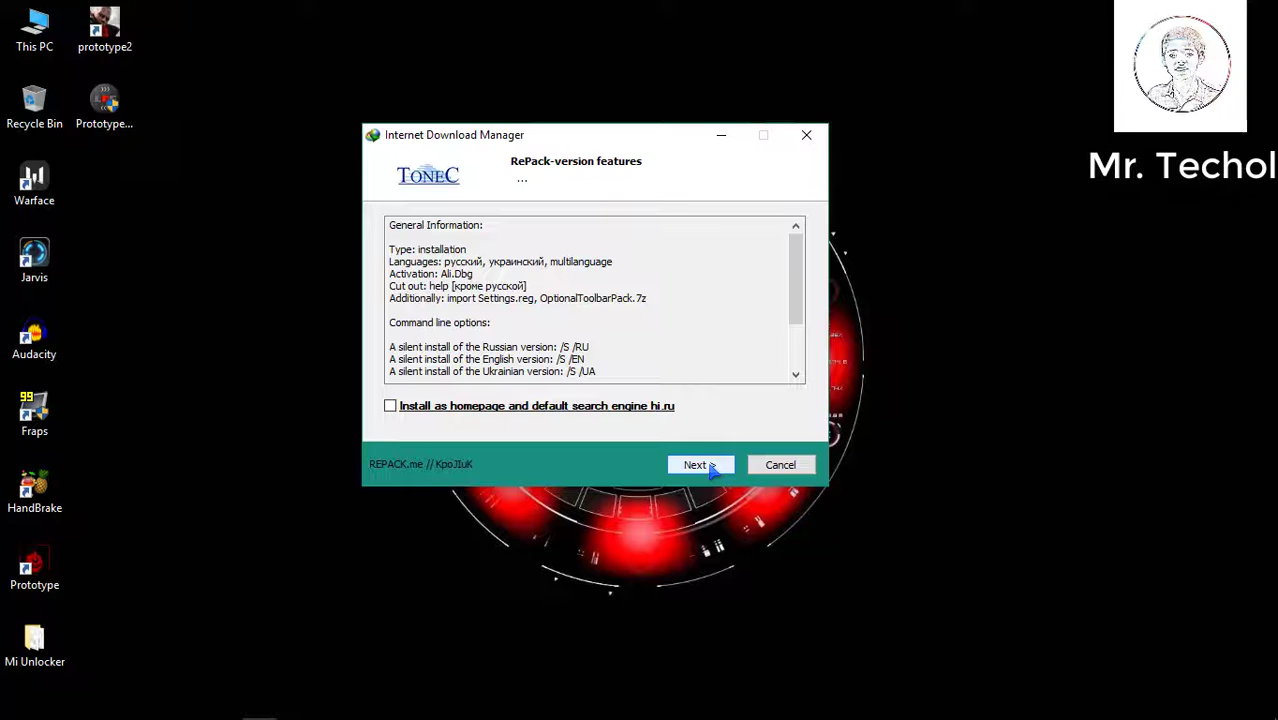 This PC
prototype2
Recycle Bin
Prototype...
Warface
Jarvis
Audacity
99
Fraps
HandBrake
Prototype
Mi Unlocker
Internet Download Manager
TONEC
RePack-version features
...
General Information:
Type: installation
Languages: русский, украинский, multilanguage
Activation: Ali.Dbg
Cut out: help [кроме русской]
Additionally: import Settings.reg, OptionalToolbarPack.7z
Command line options:
A silent install of the Russian version: /S /RU
A silent install of the English version: /S /EN
A silent install of the Ukrainian version: /S /UA
Install as homepage and default search engine hi.ru
REPACK.me // KpoJIuK
Next >
Cancel
Mr. Techol